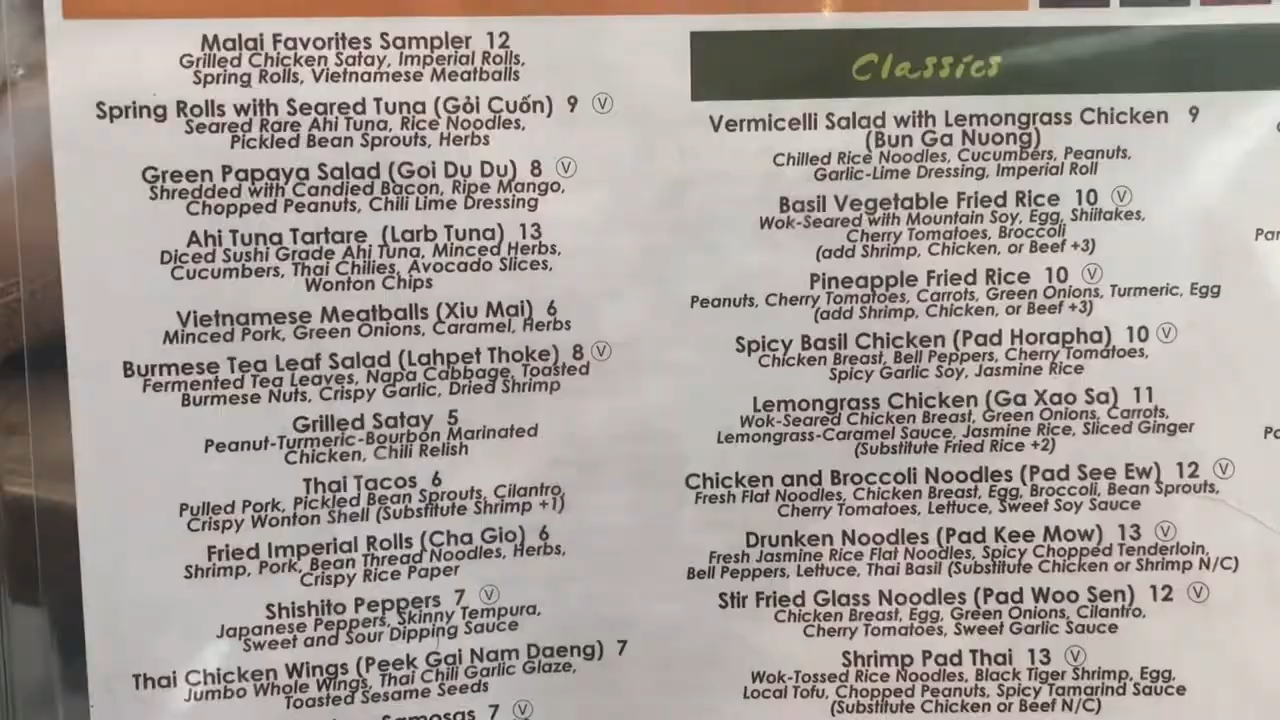 Malai Favorites Sampler 12
Grilled Chicken Satay, Imperial Rolls,
Spring Rolls, Vietnamese Meatballs
Spring Rolls with Seared Tuna (Gỏi Cuốn) 9 Ⓥ
Seared Rare Ahi Tuna, Rice Noodles,
Pickled Bean Sprouts, Herbs
Green Papaya Salad (Goi Du Du) 8 Ⓥ
Shredded with Candied Bacon, Ripe Mango,
Chopped Peanuts, Chili Lime Dressing
Ahi Tuna Tartare (Larb Tuna) 13
Diced Sushi Grade Ahi Tuna, Minced Herbs,
Cucumbers, Thai Chilies, Avocado Slices,
Wonton Chips
Vietnamese Meatballs (Xiu Mai) 6
Minced Pork, Green Onions, Caramel, Herbs
Burmese Tea Leaf Salad (Lahpet Thoke) 8 Ⓥ
Fermented Tea Leaves, Napa Cabbage, Toasted
Burmese Nuts, Crispy Garlic, Dried Shrimp
Grilled Satay 5
Peanut-Turmeric-Bourbon Marinated
Chicken, Chili Relish
Thai Tacos 6
Pulled Pork, Pickled Bean Sprouts, Cilantro,
Crispy Wonton Shell (Substitute Shrimp +1)
Fried Imperial Rolls (Cha Gio) 6
Shrimp, Pork, Bean Thread Noodles, Herbs,
Crispy Rice Paper
Shishito Peppers 7 Ⓥ
Japanese Peppers, Skinny Tempura,
Sweet and Sour Dipping Sauce
Thai Chicken Wings (Peek Gai Nam Daeng) 7
Jumbo Whole Wings, Thai Chili Garlic Glaze,
Toasted Sesame Seeds
Samosas 7 Ⓥ
Classics
Vermicelli Salad with Lemongrass Chicken 9
(Bun Ga Nuong)
Chilled Rice Noodles, Cucumbers, Peanuts,
Garlic-Lime Dressing, Imperial Roll
Basil Vegetable Fried Rice 10 Ⓥ
Wok-Seared with Mountain Soy, Egg, Shiitakes,
Cherry Tomatoes, Broccoli
(add Shrimp, Chicken, or Beef +3)
Pineapple Fried Rice 10 Ⓥ
Peanuts, Cherry Tomatoes, Carrots, Green Onions, Turmeric, Egg
(add Shrimp, Chicken, or Beef +3)
Spicy Basil Chicken (Pad Horapha) 10 Ⓥ
Chicken Breast, Bell Peppers, Cherry Tomatoes,
Spicy Garlic Soy, Jasmine Rice
Lemongrass Chicken (Ga Xao Sa) 11
Wok-Seared Chicken Breast, Green Onions, Carrots,
Lemongrass-Caramel Sauce, Jasmine Rice, Sliced Ginger
(Substitute Fried Rice +2)
Chicken and Broccoli Noodles (Pad See Ew) 12 Ⓥ
Fresh Flat Noodles, Chicken Breast, Egg, Broccoli, Bean Sprouts,
Cherry Tomatoes, Lettuce, Sweet Soy Sauce
Drunken Noodles (Pad Kee Mow) 13 Ⓥ
Fresh Jasmine Rice Flat Noodles, Spicy Chopped Tenderloin,
Bell Peppers, Lettuce, Thai Basil (Substitute Chicken or Shrimp N/C)
Stir Fried Glass Noodles (Pad Woo Sen) 12 Ⓥ
Chicken Breast, Egg, Green Onions, Cilantro,
Cherry Tomatoes, Sweet Garlic Sauce
Shrimp Pad Thai 13 Ⓥ
Wok-Tossed Rice Noodles, Black Tiger Shrimp, Egg,
Local Tofu, Chopped Peanuts, Spicy Tamarind Sauce
(Substitute Chicken or Beef N/C)